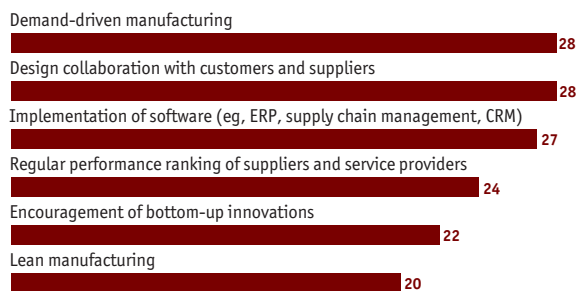 Demand-driven manufacturing
28
Design collaboration with customers and suppliers
28
Implementation of software (eg, ERP, supply chain management, CRM)
27
Regular performance ranking of suppliers and service providers
24
Encouragement of bottom-up innovations
22
Lean manufacturing
20